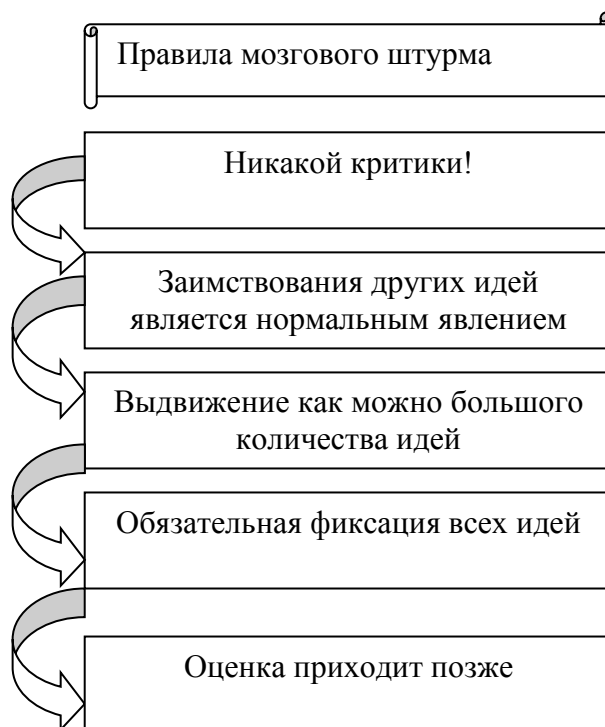 Правила мозгового штурма
Никакой критики!
Заимствования других идей
является нормальным явлением
Выдвижение как можно большого
количества идей
Обязательная фиксация всех идей
Оценка приходит позже